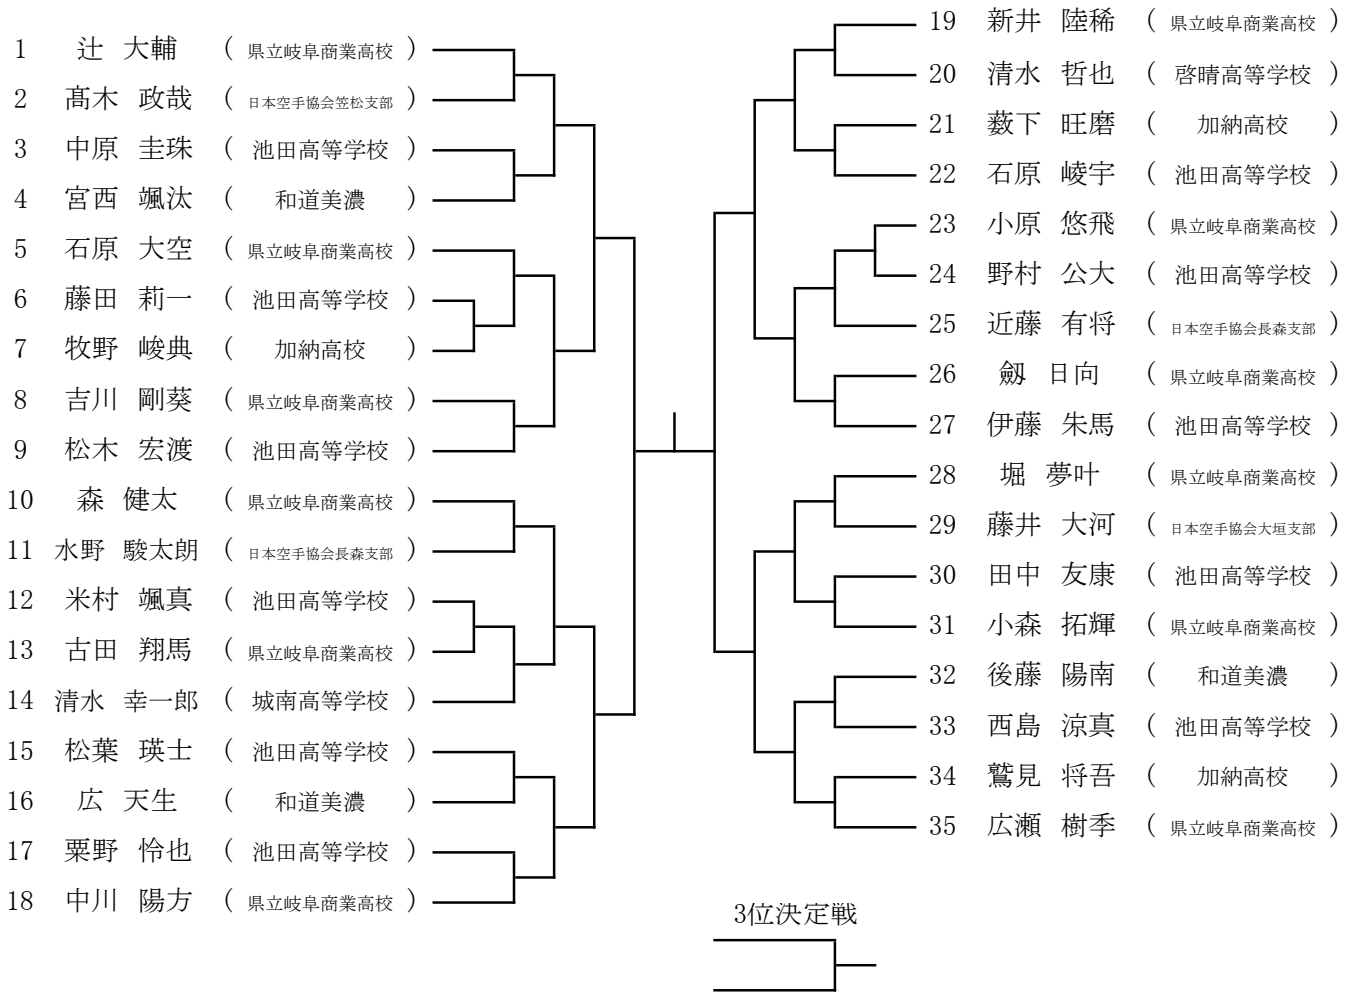 1 辻 大輔 ( 県立岐阜商業高校 )
2 髙木 政哉 ( 日本空手協会笠松支部 )
3 中原 圭珠 ( 池田高等学校 )
4 宮西 颯汰 ( 和道美濃 )
5 石原 大空 ( 県立岐阜商業高校 )
6 藤田 莉一 ( 池田高等学校 )
7 牧野 峻典 ( 加納高校 )
8 吉川 剛葵 ( 県立岐阜商業高校 )
9 松木 宏渡 ( 池田高等学校 )
10 森 健太 ( 県立岐阜商業高校 )
11 水野 駿太朗 ( 日本空手協会長森支部 )
12 米村 颯真 ( 池田高等学校 )
13 古田 翔馬 ( 県立岐阜商業高校 )
14 清水 幸一郎 ( 城南高等学校 )
15 松葉 瑛士 ( 池田高等学校 )
16 広 天生 ( 和道美濃 )
17 粟野 怜也 ( 池田高等学校 )
18 中川 陽方 ( 県立岐阜商業高校 )
19 新井 陸稀 ( 県立岐阜商業高校 )
20 清水 哲也 ( 啓晴高等学校 )
21 薮下 旺磨 ( 加納高校 )
22 石原 崚宇 ( 池田高等学校 )
23 小原 悠飛 ( 県立岐阜商業高校 )
24 野村 公大 ( 池田高等学校 )
25 近藤 有将 ( 日本空手協会長森支部 )
26 劔 日向 ( 県立岐阜商業高校 )
27 伊藤 朱馬 ( 池田高等学校 )
28 堀 夢叶 ( 県立岐阜商業高校 )
29 藤井 大河 ( 日本空手協会大垣支部 )
30 田中 友康 ( 池田高等学校 )
31 小森 拓輝 ( 県立岐阜商業高校 )
32 後藤 陽南 ( 和道美濃 )
33 西島 涼真 ( 池田高等学校 )
34 鷲見 将吾 ( 加納高校 )
35 広瀬 樹季 ( 県立岐阜商業高校 )
3位決定戦